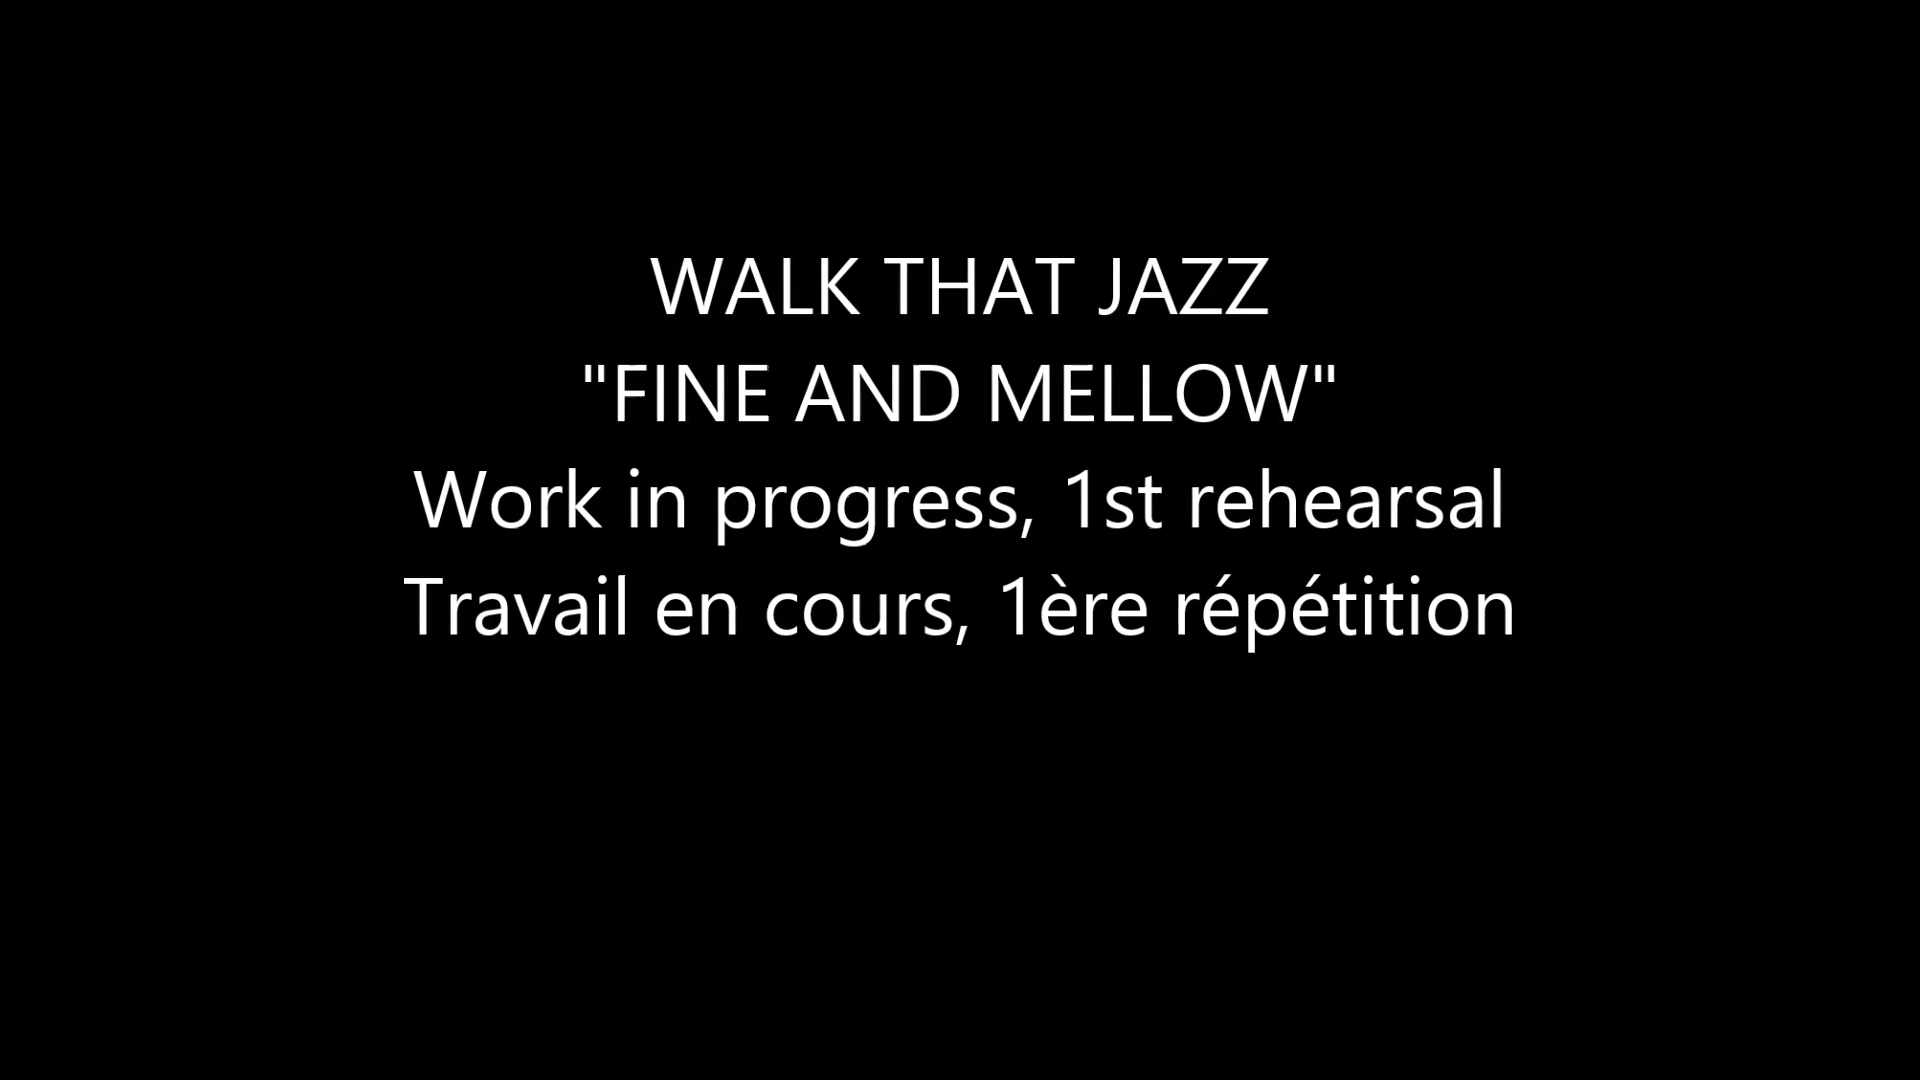 WALK THAT JAZZ
"FINE AND MELLOW"
Work in progress, 1st rehearsal
Travail en cours, 1ère répétition